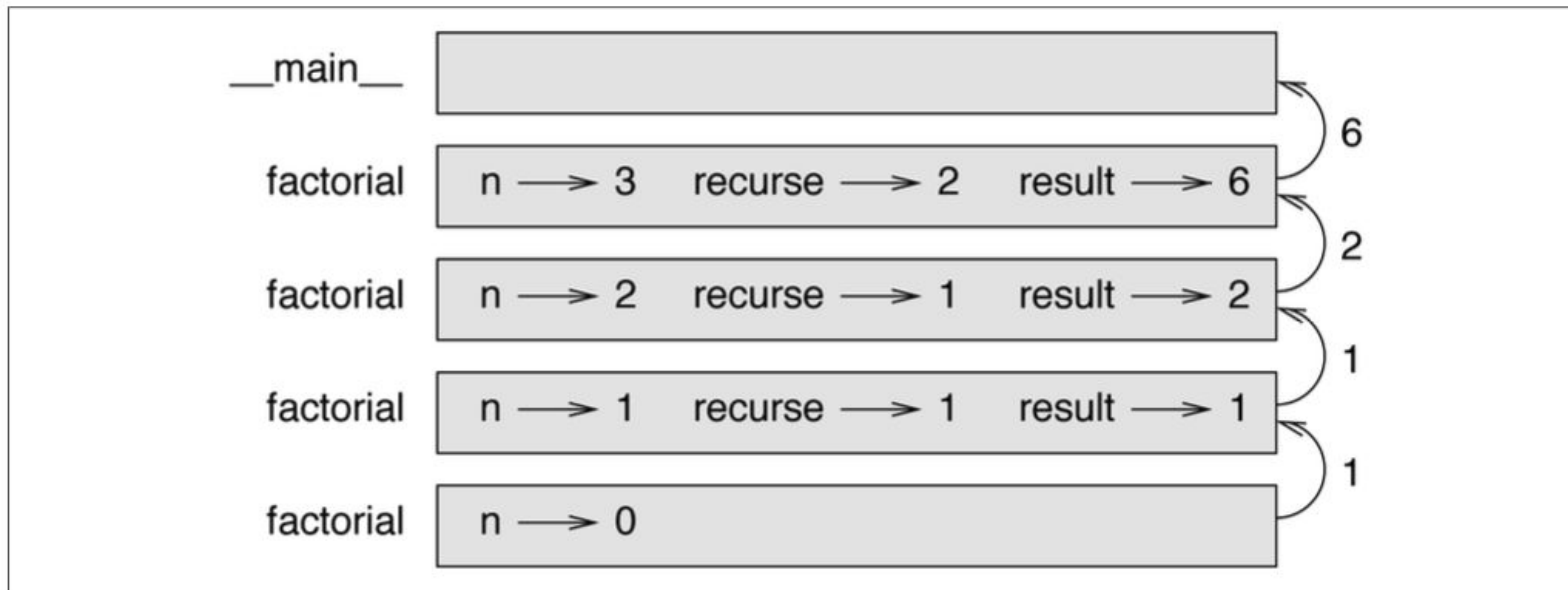 __main__
6
factorial n 3 recurse 2 result 6
2
factorial n 2 recurse 1 result 2
1
factorial n 1 recurse 1 result 1
1
factorial n 0